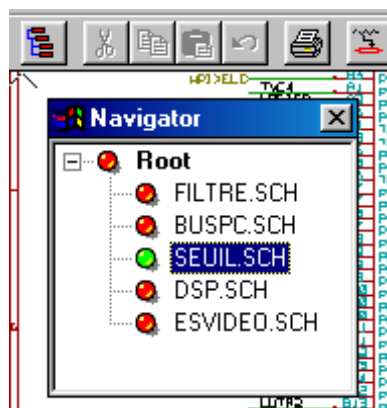 Navigator
Root
FILTRE.SCH
BUSPC.SCH
SEUIL.SCH
DSP.SCH
ESVIDEO.SCH